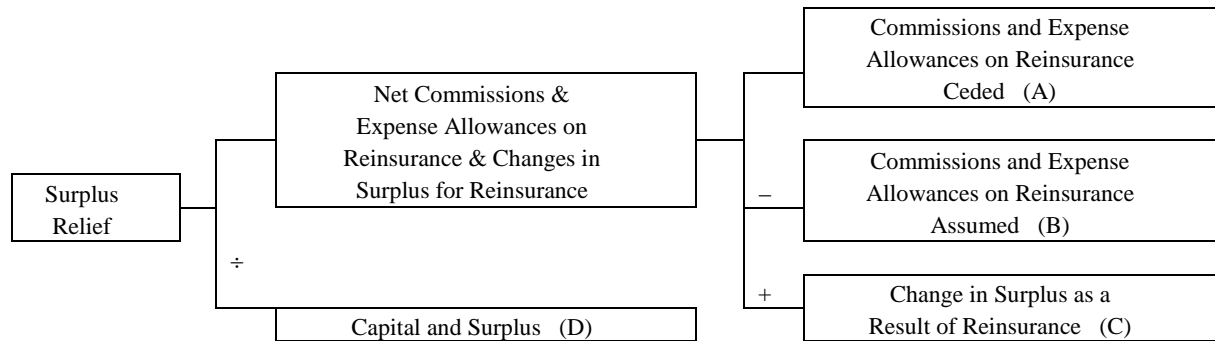 Surplus
Relief
÷
Net Commissions &
Expense Allowances on
Reinsurance & Changes in
Surplus for Reinsurance
Capital and Surplus (D)
Commissions and Expense
Allowances on Reinsurance
Ceded (A)
−
Commissions and Expense
Allowances on Reinsurance
Assumed (B)
+
Change in Surplus as a
Result of Reinsurance (C)